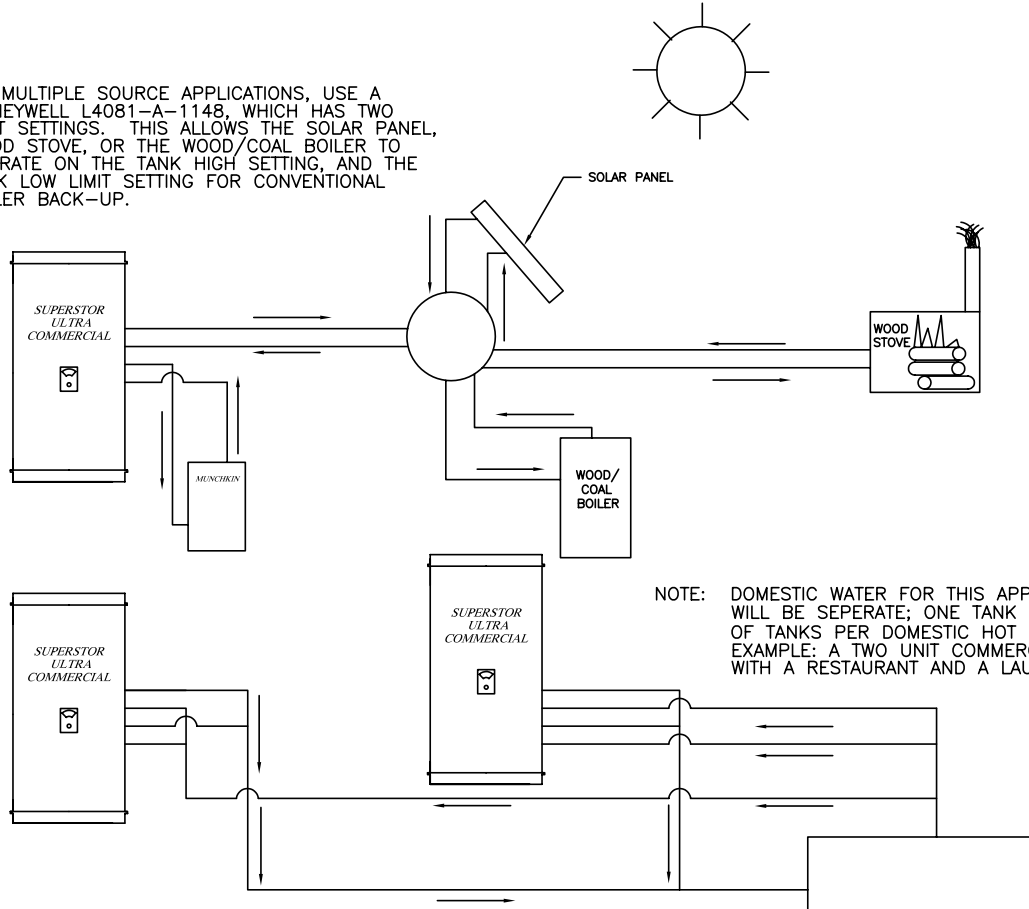 MULTIPLE SOURCE APPLICATIONS, USE A
EYWELL L4081-A-1148, WHICH HAS TWO
T SETTINGS. THIS ALLOWS THE SOLAR PANEL,
OD STOVE, OR THE WOOD/COAL BOILER TO
RATE ON THE TANK HIGH SETTING, AND THE
K LOW LIMIT SETTING FOR CONVENTIONAL
ER BACK-UP.
SOLAR PANEL
SUPERSTOR
ULTRA
COMMERCIAL
WOOD
STOVE
MUNCHKIN
WOOD/
COAL
BOILER
SUPERSTOR
ULTRA
COMMERCIAL
NOTE: DOMESTIC WATER FOR THIS APP
WILL BE SEPERATE; ONE TANK
OF TANKS PER DOMESTIC HOT
EXAMPLE: A TWO UNIT COMMER
WITH A RESTAURANT AND A LAU
SUPERSTOR
ULTRA
COMMERCIAL